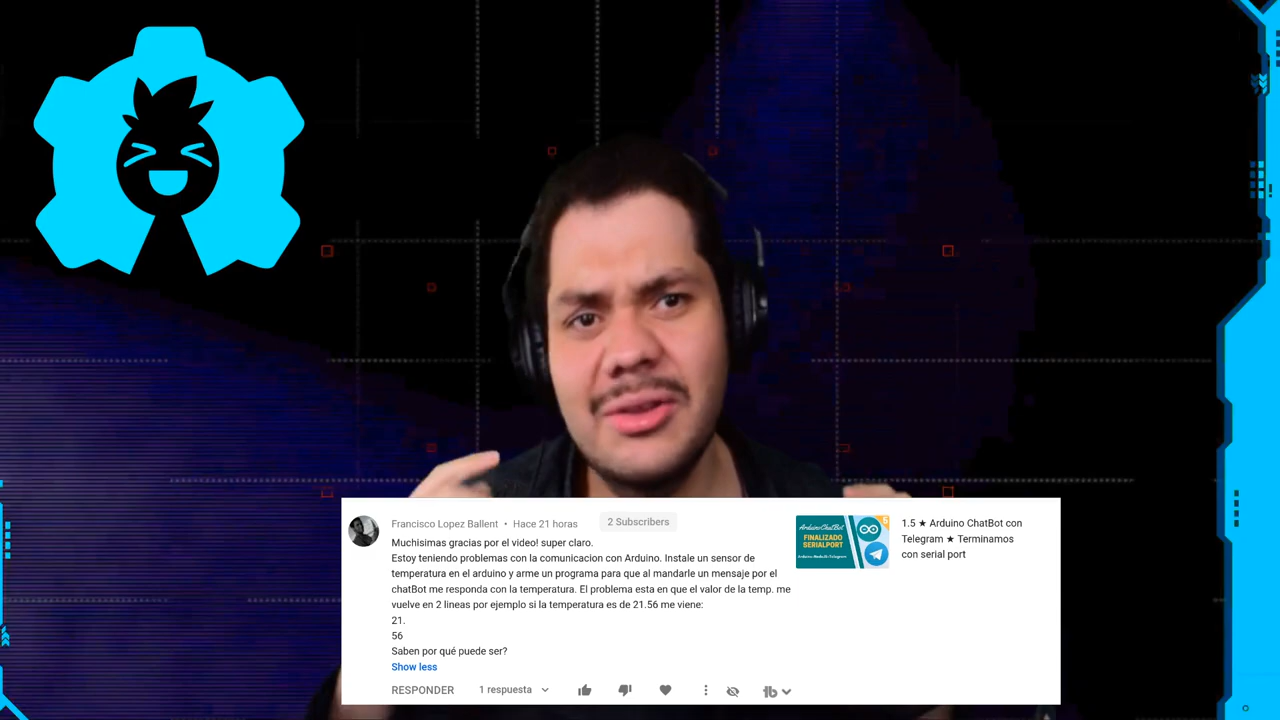 Francisco Lopez Ballent • Hace 21 horas
2 Subscribers
Muchisimas gracias por el video! super claro.
Estoy teniendo problemas con la comunicacion con Arduino. Instale un sensor de
temperatura en el arduino y arme un programa para que al mandarle un mensaje por el
chatBot me responda con la temperatura. El problema esta en que el valor de la temp. me
vuelve en 2 lineas por ejemplo si la temperatura es de 21.56 me viene:
21.
56
Saben por qué puede ser?
Show less
RESPONDER
1 respuesta
ArduinoChatBot
5
FINALIZADO
SERIALPORT
Arduino-NodeJS-Telegram
1.5 ★ Arduino ChatBot con
Telegram ★ Terminamos
con serial port